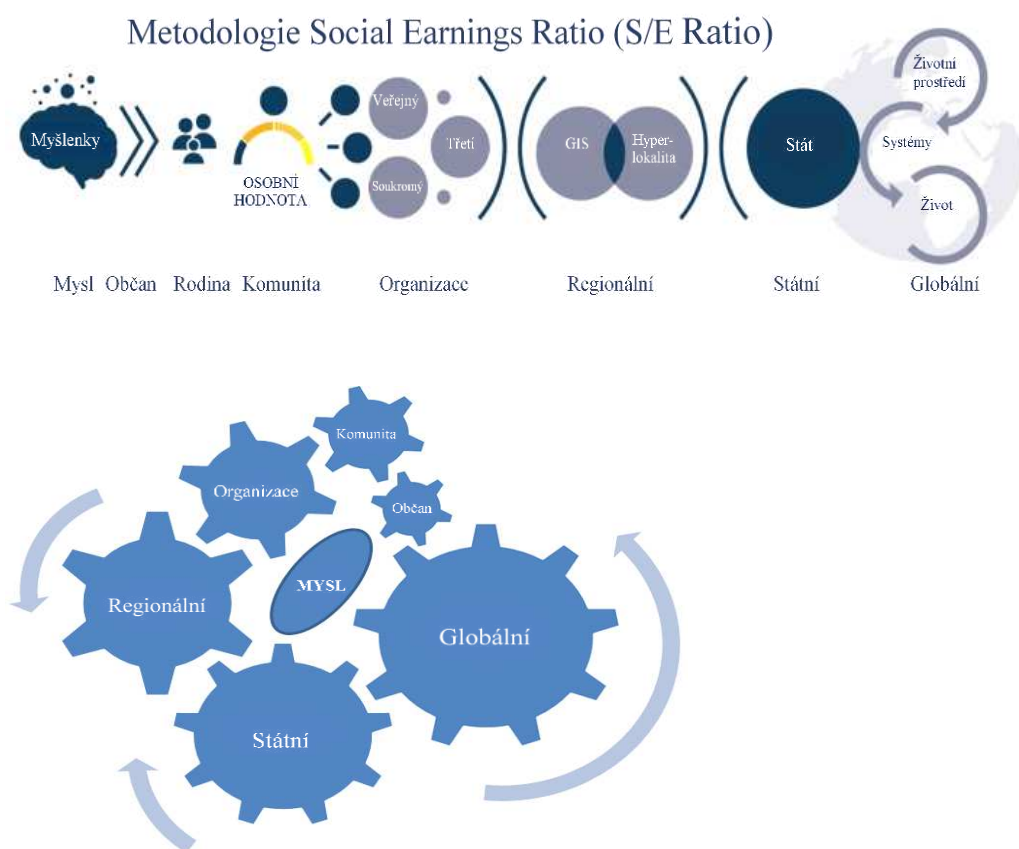 Metodologie Social Earnings Ratio (S/E Ratio)
Myšlenky
OSOBNÍ
HODNOTA
Veřejný
Třetí
Soukromý
GIS
Hyper-
lokalita
Stát
Životní
prostředí
Systémy
Život
Mysl Občan Rodina Komunita Organizace Regionální Státní Globální
Komunita
Organizace
Občan
MYSL
Regionální
Globální
Státní